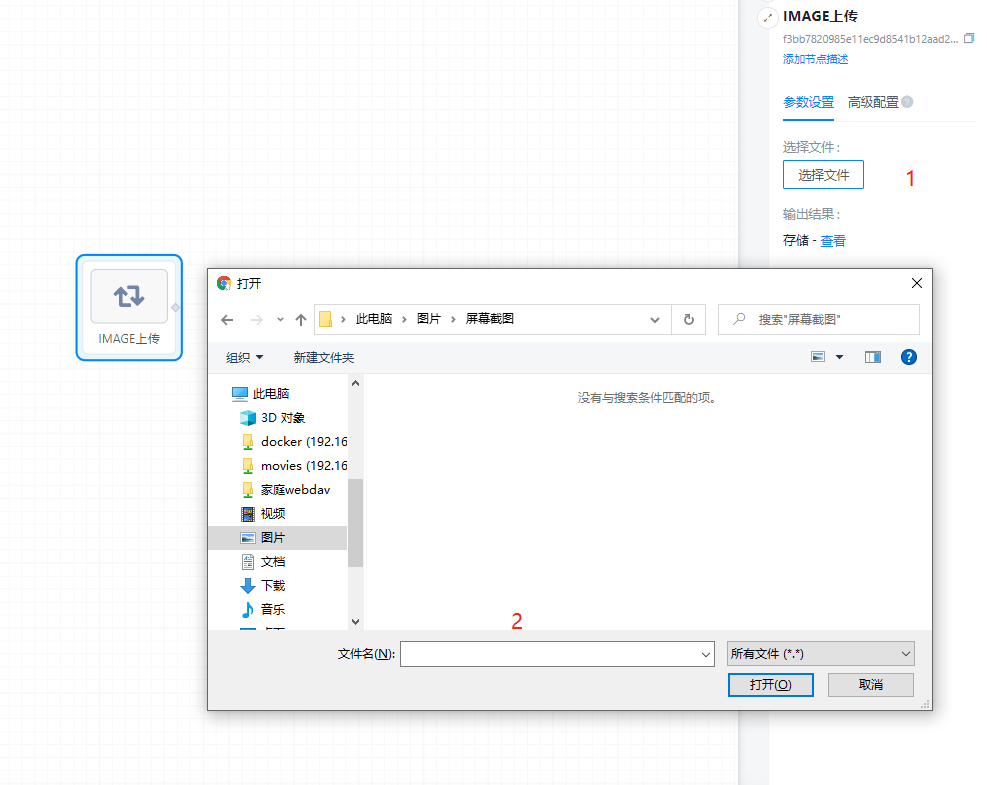 IMAGE上传
f3bb7820985e11ec9d8541b12aad2...
添加节点描述
参数设置 高级配置 ?
选择文件：
选择文件 1
输出结果：
存储 - 查看
IMAGE上传
打开
此电脑 › 图片 › 屏幕截图
搜索"屏幕截图"
组织 新建文件夹
?
此电脑
3D 对象
docker (192.16
movies (192.16
家庭webdav
视频
图片
文档
下载
音乐
没有与搜索条件匹配的项。
2
文件名(N): 所有文件 (*.*)
打开(O) 取消